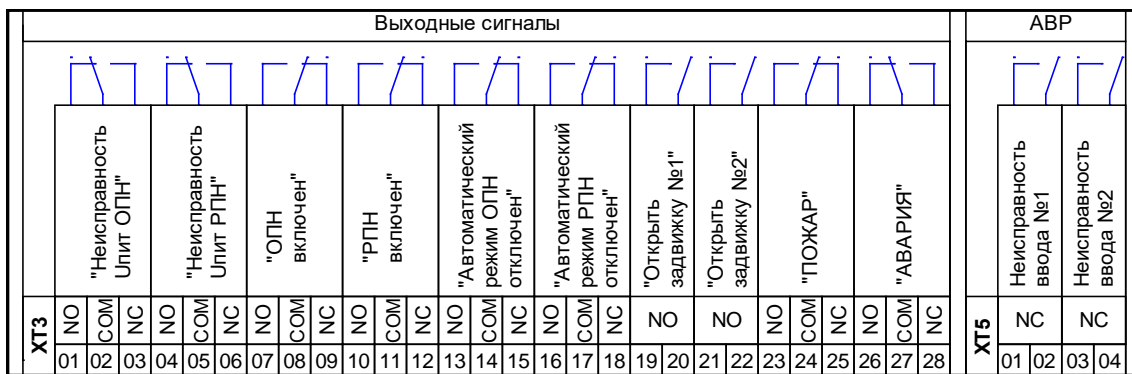 Выходные сигналы
АВР
"Неисправность
Uпит ОПН"
"Неисправность
Uпит РПН"
"ОПН
включен"
"РПН
включен"
"Автоматический
режим ОПН
отключен"
"Автоматический
режим РПН
отключен"
"Открыть
задвижку №1"
"Открыть
задвижку №2"
"ПОЖАР"
"АВАРИЯ"
Неисправность
ввода №1
Неисправность
ввода №2
XT3
NO COM NC NO COM NC NO COM NC NO COM NC NO COM NC NO COM NC NO NO NO COM NC NO COM NC
01 02 03 04 05 06 07 08 09 10 11 12 13 14 15 16 17 18 19 20 21 22 23 24 25 26 27 28
XT5
NC NC
01 02 03 04